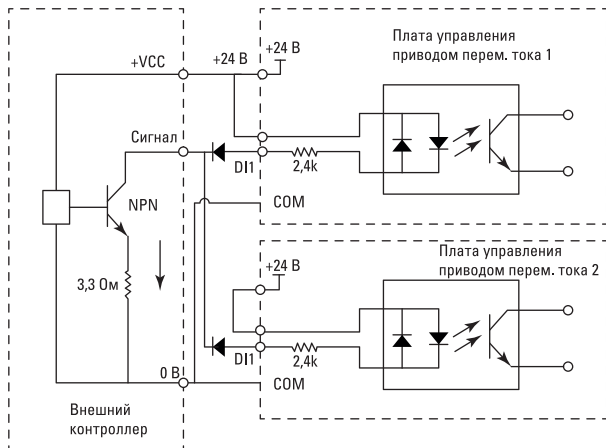 +24 В
Плата управления
приводом перем. тока 1
+VCC
+24 В
Сигнал
DI1
2,4k
NPN
COM
3,3 Ом
+24 В
Плата управления
приводом перем. тока 2
DI1
2,4k
0 В
COM
Внешний
контроллер